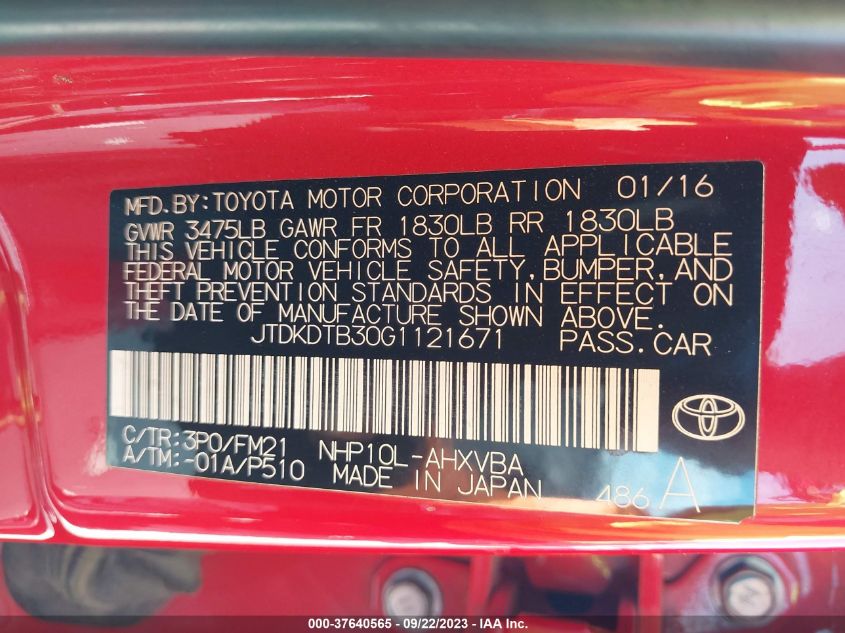 MFD.BY:TOYOTA MOTOR CORPORATION 01/16
GVWR 3475LB GAWR FR 1830LB RR 1830LB
THIS VEHICLE CONFORMS TO ALL APPLICABLE
FEDERAL MOTOR VEHICLE SAFETY,BUMPER,AND
THEFT PREVENTION STANDARDS IN EFFECT ON
THE DATE OF MANUFACTURE SHOWN ABOVE.
JTDKDTB30G1121671 PASS.CAR
C/TR:3P0/FM21 NHP10L-AHXVBA
A/TM:-01A/P510 MADE IN JAPAN 486 A
000-37640565 - 09/22/2023 - www.iaai.com